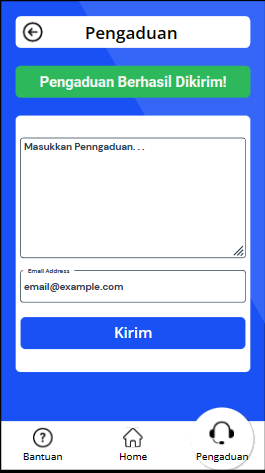 Pengaduan
Pengaduan Berhasil Dikirim!
Masukkan Penngaduan. . .
Email Address
email@example.com
Kirim
Bantuan
Home
Pengaduan